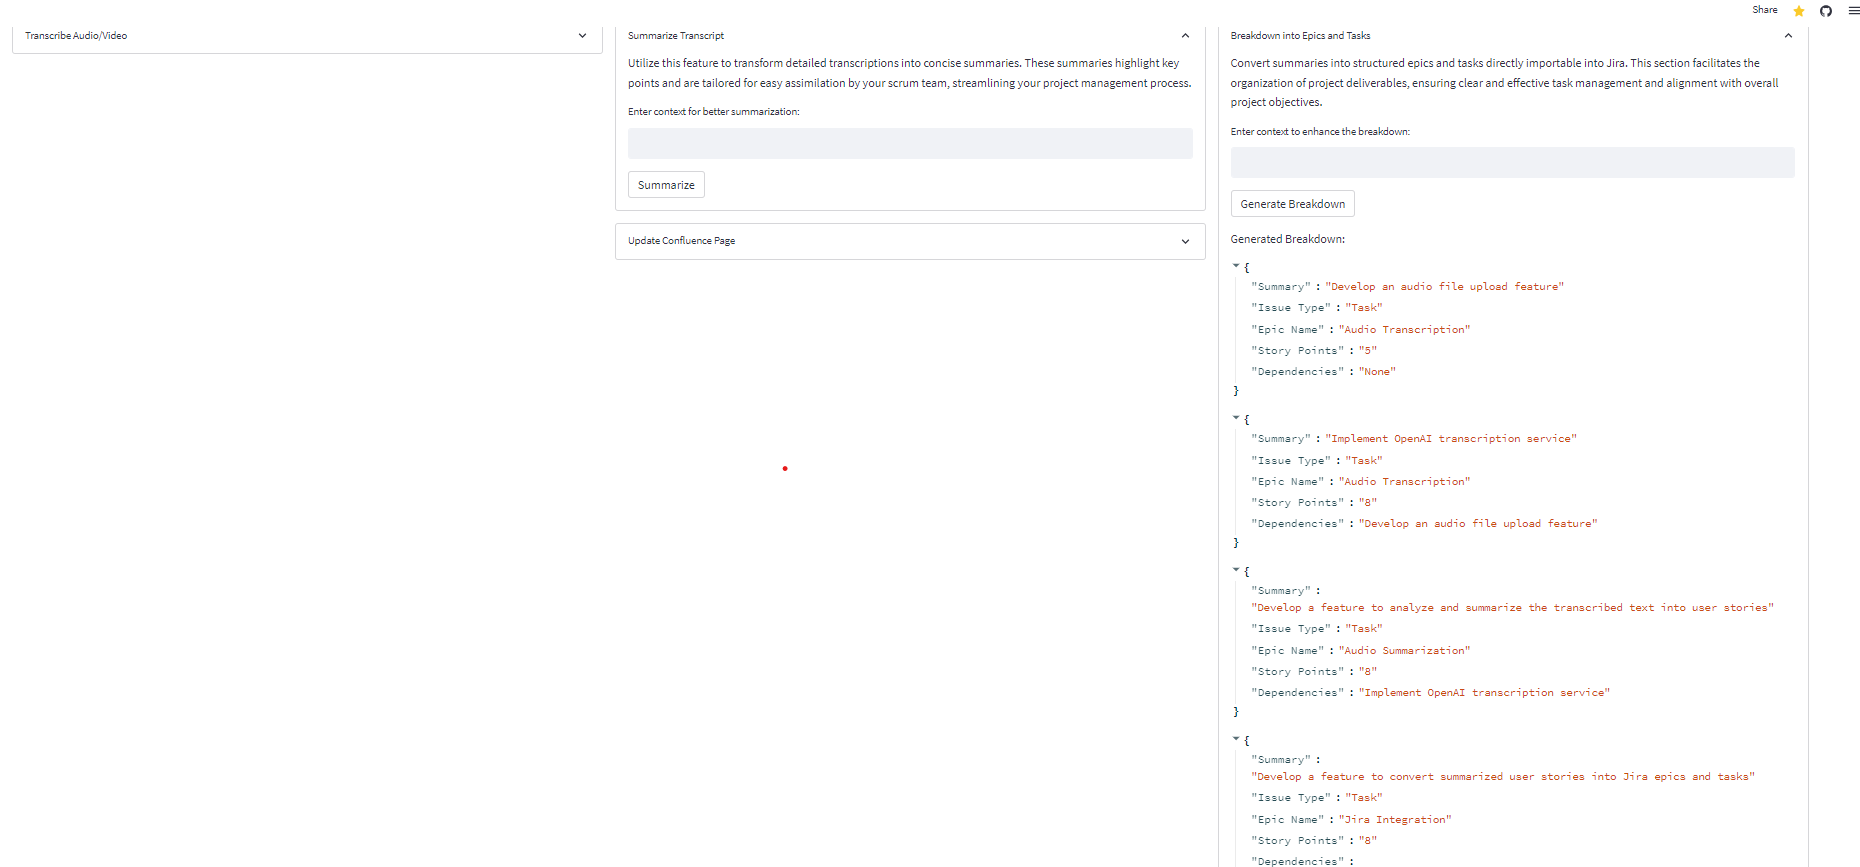 Share
Transcribe Audio/Video
Summarize Transcript
Utilize this feature to transform detailed transcriptions into concise summaries. These summaries highlight key
points and are tailored for easy assimilation by your scrum team, streamlining your project management process.
Enter context for better summarization:
Summarize
Update Confluence Page
Breakdown into Epics and Tasks
Convert summaries into structured epics and tasks directly importable into Jira. This section facilitates the
organization of project deliverables, ensuring clear and effective task management and alignment with overall
project objectives.
Enter context to enhance the breakdown:
Generate Breakdown
Generated Breakdown:
{
"Summary" : "Develop an audio file upload feature"
"Issue Type" : "Task"
"Epic Name" : "Audio Transcription"
"Story Points" : "5"
"Dependencies" : "None"
}
{
"Summary" : "Implement OpenAI transcription service"
"Issue Type" : "Task"
"Epic Name" : "Audio Transcription"
"Story Points" : "8"
"Dependencies" : "Develop an audio file upload feature"
}
{
"Summary" :
"Develop a feature to analyze and summarize the transcribed text into user stories"
"Issue Type" : "Task"
"Epic Name" : "Audio Summarization"
"Story Points" : "8"
"Dependencies" : "Implement OpenAI transcription service"
}
{
"Summary" :
"Develop a feature to convert summarized user stories into Jira epics and tasks"
"Issue Type" : "Task"
"Epic Name" : "Jira Integration"
"Story Points" : "8"
"Dependencies" :